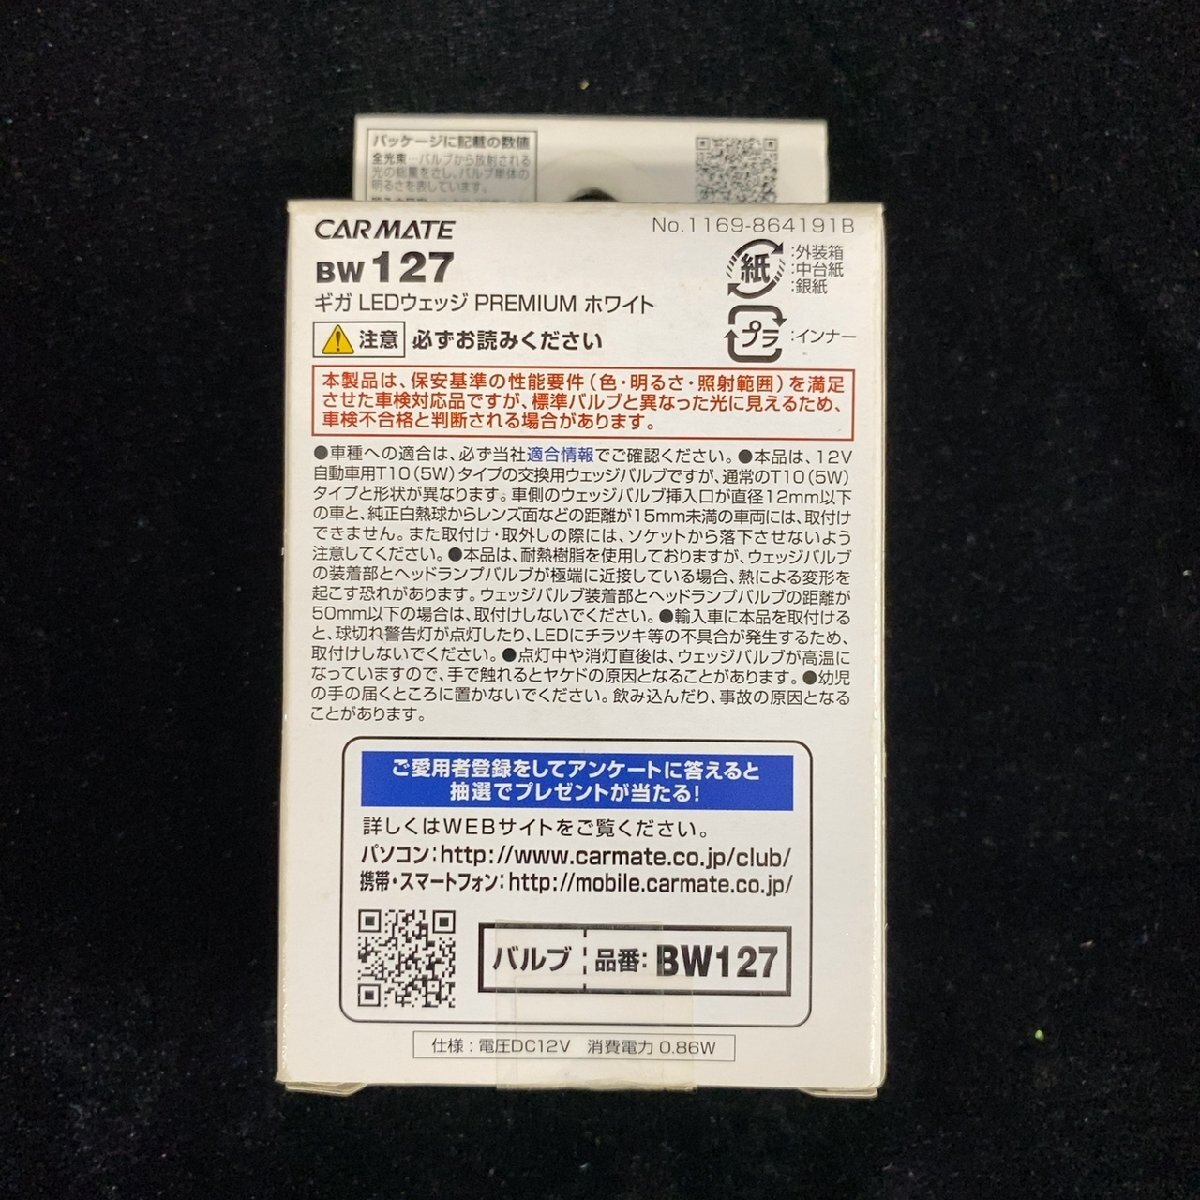 パッケージに記載の数値
全光束…バルブから放射される
光の総量をさし、バルブ単体の
明るさを表しています。
CARMATE
No.1169-864191B
BW 127
ギガ LEDウェッジ PREMIUM ホワイト
紙
:外装箱
:中台紙
:銀紙
プラ
:インナー
注意 必ずお読みください
本製品は、保安基準の性能要件(色・明るさ・照射範囲)を満足
させた車検対応品ですが、標準バルブと異なった光に見えるため、
車検不合格と判断される場合があります。
●車種への適合は、必ず当社適合情報でご確認ください。●本品は、12V
自動車用T10(5W)タイプの交換用ウェッジバルブですが、通常のT10(5W)
タイプと形状が異なります。車側のウェッジバルブ挿入口が直径12mm以下
の車と、純正白熱球からレンズ面などの距離が15mm未満の車両には、取付け
できません。また取付け・取外しの際には、ソケットから落下させないよう
注意してください。●本品は、耐熱樹脂を使用しておりますが、ウェッジバルブ
の装着部とヘッドランプバルブが極端に近接している場合、熱による変形を
起こす恐れがあります。ウェッジバルブ装着部とヘッドランプバルブの距離が
50mm以下の場合は、取付けしないでください。●輸入車に本品を取付ける
と、球切れ警告灯が点灯したり、LEDにチラツキ等の不具合が発生するため、
取付けしないでください。●点灯中や消灯直後は、ウェッジバルブが高温に
なっていますので、手で触れるとヤケドの原因となることがあります。●幼児
の手の届くところに置かないでください。飲み込んだり、事故の原因となる
ことがあります。
ご愛用者登録をしてアンケートに答えると
抽選でプレゼントが当たる!
詳しくはWEBサイトをご覧ください。
パソコン:http://www.carmate.co.jp/club/
携帯・スマートフォン:http://mobile.carmate.co.jp/
バルブ 品番: BW127
仕様:電圧DC12V 消費電力 0.86W